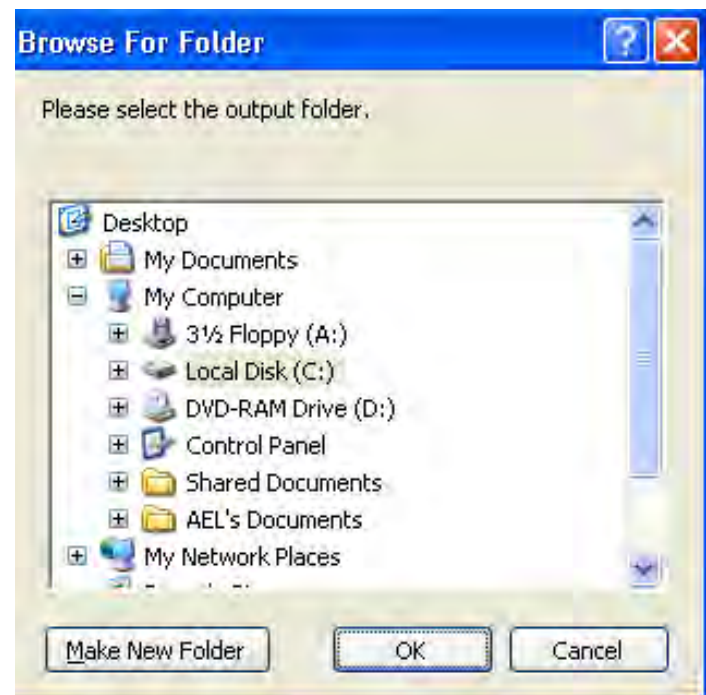 Browse For Folder
Please select the output folder.
Desktop
My Documents
My Computer
3½ Floppy (A:)
Local Disk (C:)
DVD-RAM Drive (D:)
Control Panel
Shared Documents
AEL's Documents
My Network Places
Make New Folder
OK
Cancel